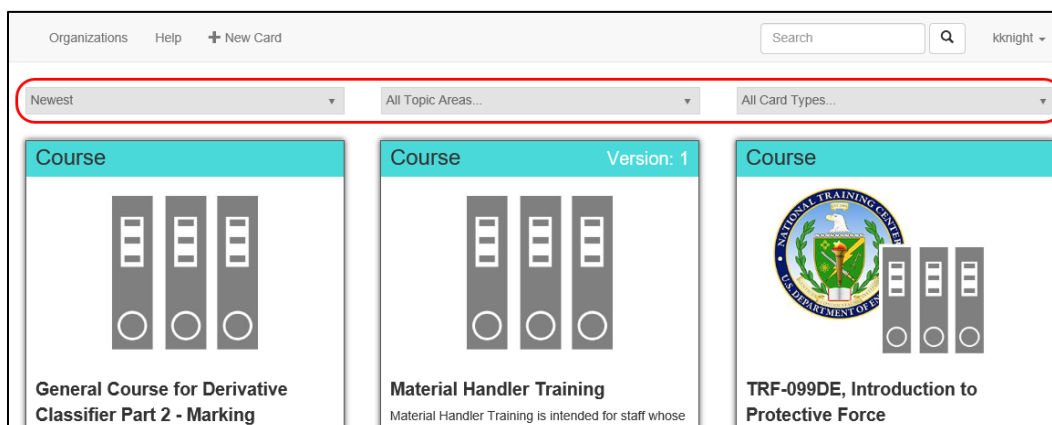 Organizations Help New Card Search kknight
Newest All Topic Areas... All Card Types...
Course Course Version: 1 Course
NATIONAL TRAINING CENTER
U.S. DEPARTMENT OF
General Course for Derivative
Classifier Part 2 - Marking
Material Handler Training
Material Handler Training is intended for staff whose
TRF-099DE, Introduction to
Protective Force